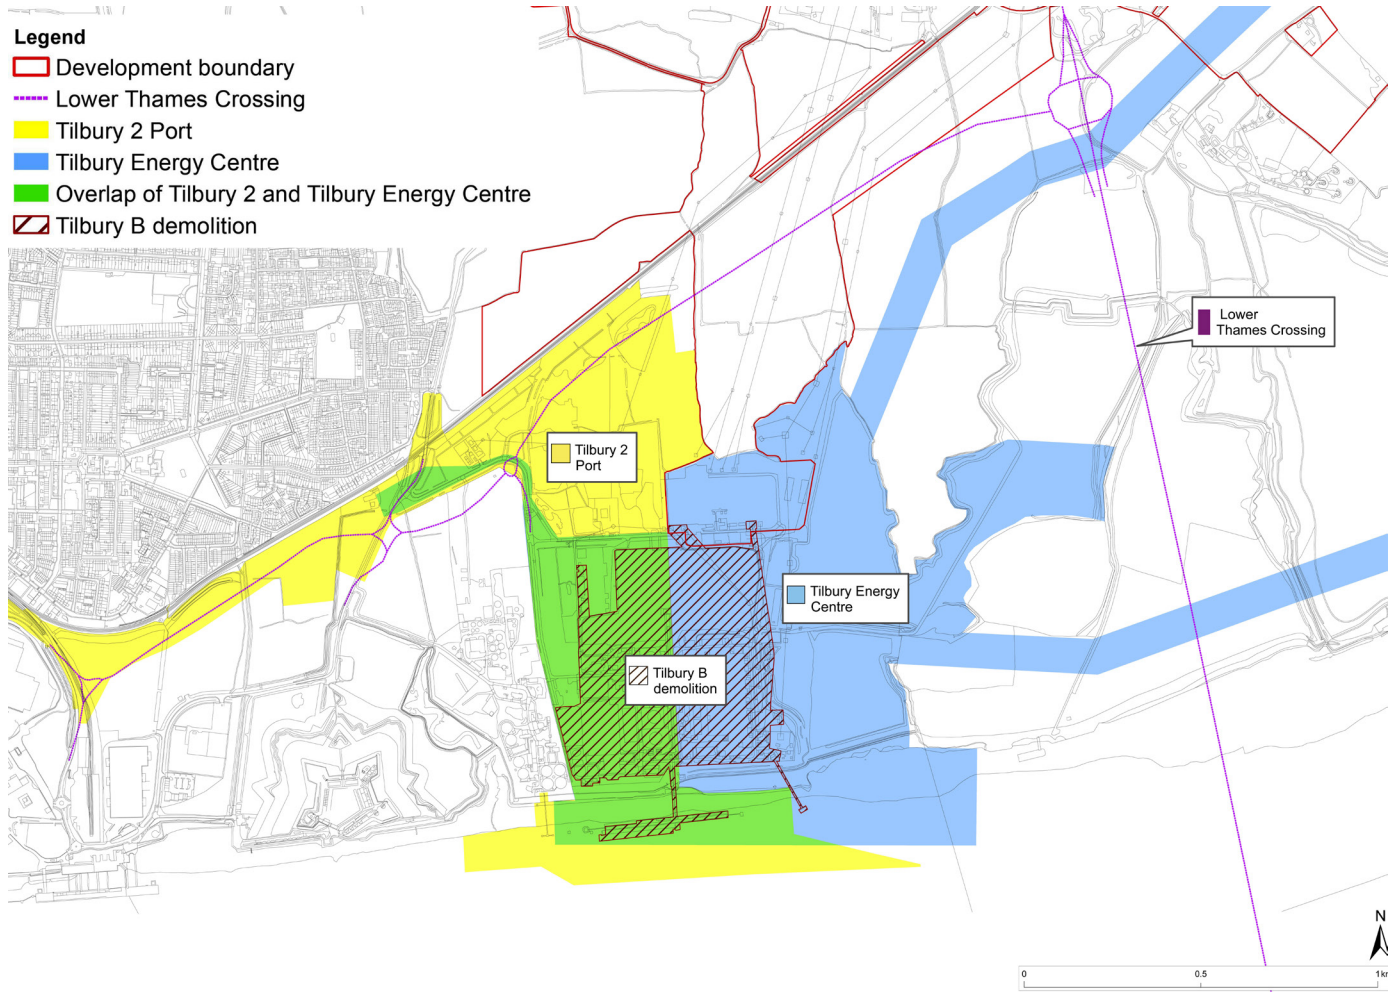 Legend
Development boundary
Lower Thames Crossing
Tilbury 2 Port
Tilbury Energy Centre
Overlap of Tilbury 2 and Tilbury Energy Centre
Tilbury B demolition
Lower
Thames Crossing
Tilbury 2
Port
Tilbury Energy
Centre
Tilbury B
demolition
N
0 0.5 1km